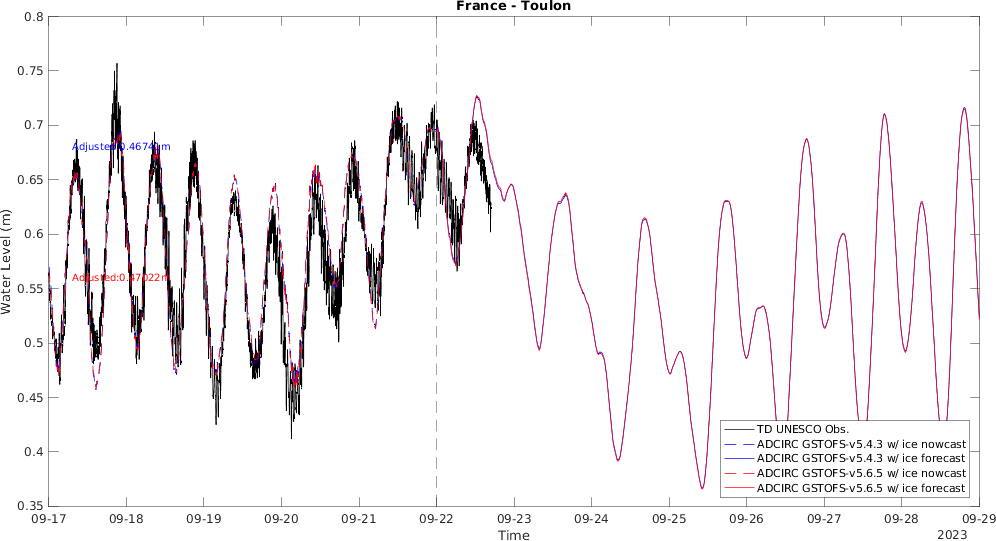 France - Toulon
0.8
0.75
0.7
0.65
0.6
0.55
0.5
0.45
0.4
0.35
Water Level (m)
Adjusted:0.4674m
Adjusted:0.47022m
TD UNESCO Obs.
ADCIRC GSTOFS-v5.4.3 w/ ice nowcast
ADCIRC GSTOFS-v5.4.3 w/ ice forecast
ADCIRC GSTOFS-v5.6.5 w/ ice nowcast
ADCIRC GSTOFS-v5.6.5 w/ ice forecast
09-17 09-18 09-19 09-20 09-21 09-22 09-23 09-24 09-25 09-26 09-27 09-28 09-29
Time
2023